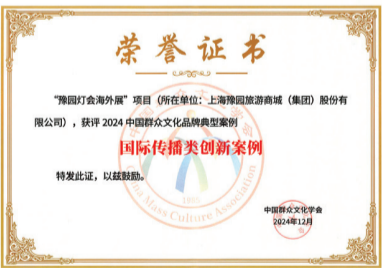 荣誉证书
“豫园灯会海外展”项目（所在单位：上海豫园旅游商城（集团）股份有
限公司），获评 2024 中国群众文化品牌典型案例
国际传播类创新案例
特发此证，以兹鼓励。
China Mass Culture Association
中国群众文化学会
2024年12月